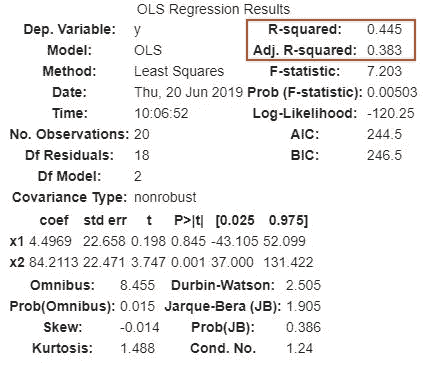 OLS Regression Results
Dep. Variable: y R-squared: 0.445
Model: OLS Adj. R-squared: 0.383
Method: Least Squares F-statistic: 7.203
Date: Thu, 20 Jun 2019 Prob (F-statistic): 0.00503
Time: 10:06:52 Log-Likelihood: -120.25
No. Observations: 20 AIC: 244.5
Df Residuals: 18 BIC: 246.5
Df Model: 2
Covariance Type: nonrobust
coef std err t P>|t| [0.025 0.975]
x1 4.4969 22.658 0.198 0.845 -43.105 52.099
x2 84.2113 22.471 3.747 0.001 37.000 131.422
Omnibus: 8.455 Durbin-Watson: 2.505
Prob(Omnibus): 0.015 Jarque-Bera (JB): 1.905
Skew: -0.014 Prob(JB): 0.386
Kurtosis: 1.488 Cond. No. 1.24